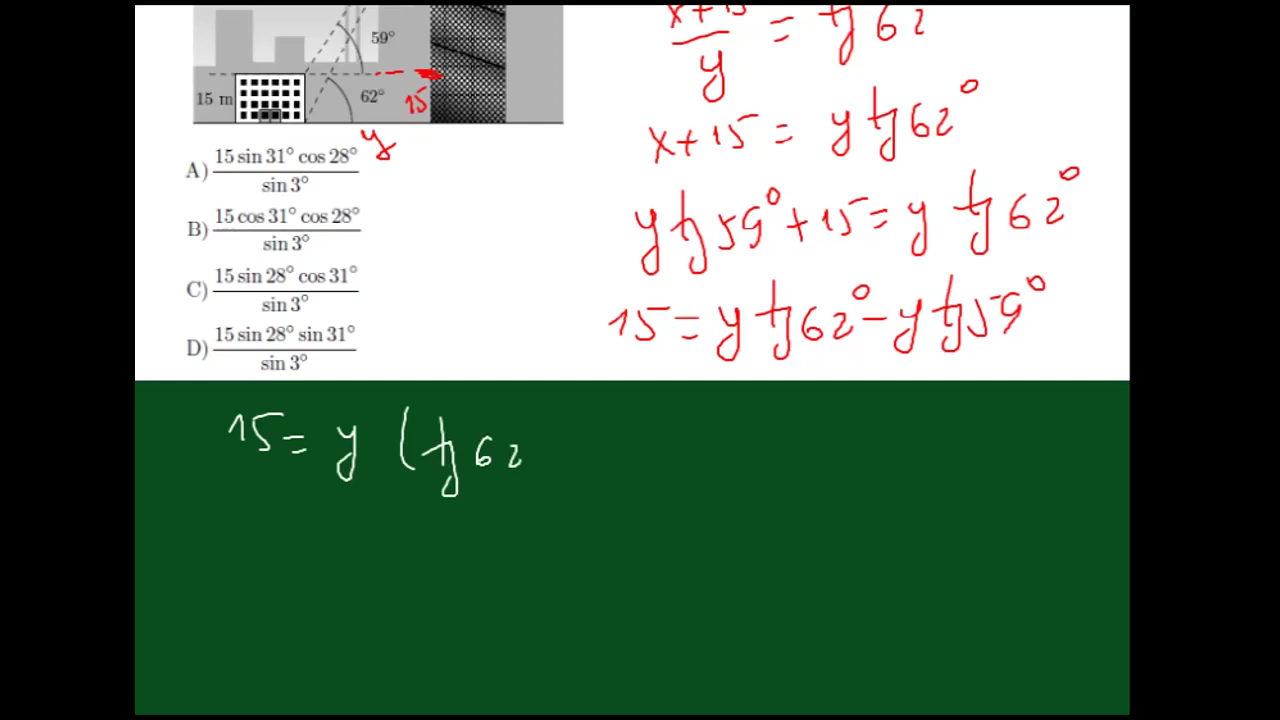 59°
15 m
62°
15
y
A) 15 sin 31° cos 28° / sin 3°
B) 15 cos 31° cos 28° / sin 3°
C) 15 sin 28° cos 31° / sin 3°
D) 15 sin 28° sin 31° / sin 3°
x+15 / y = tg 62
x+15 = y tg 62°
y tg 59° + 15 = y tg 62°
15 = y tg 62° - y tg 59°
15 = y (tg 62